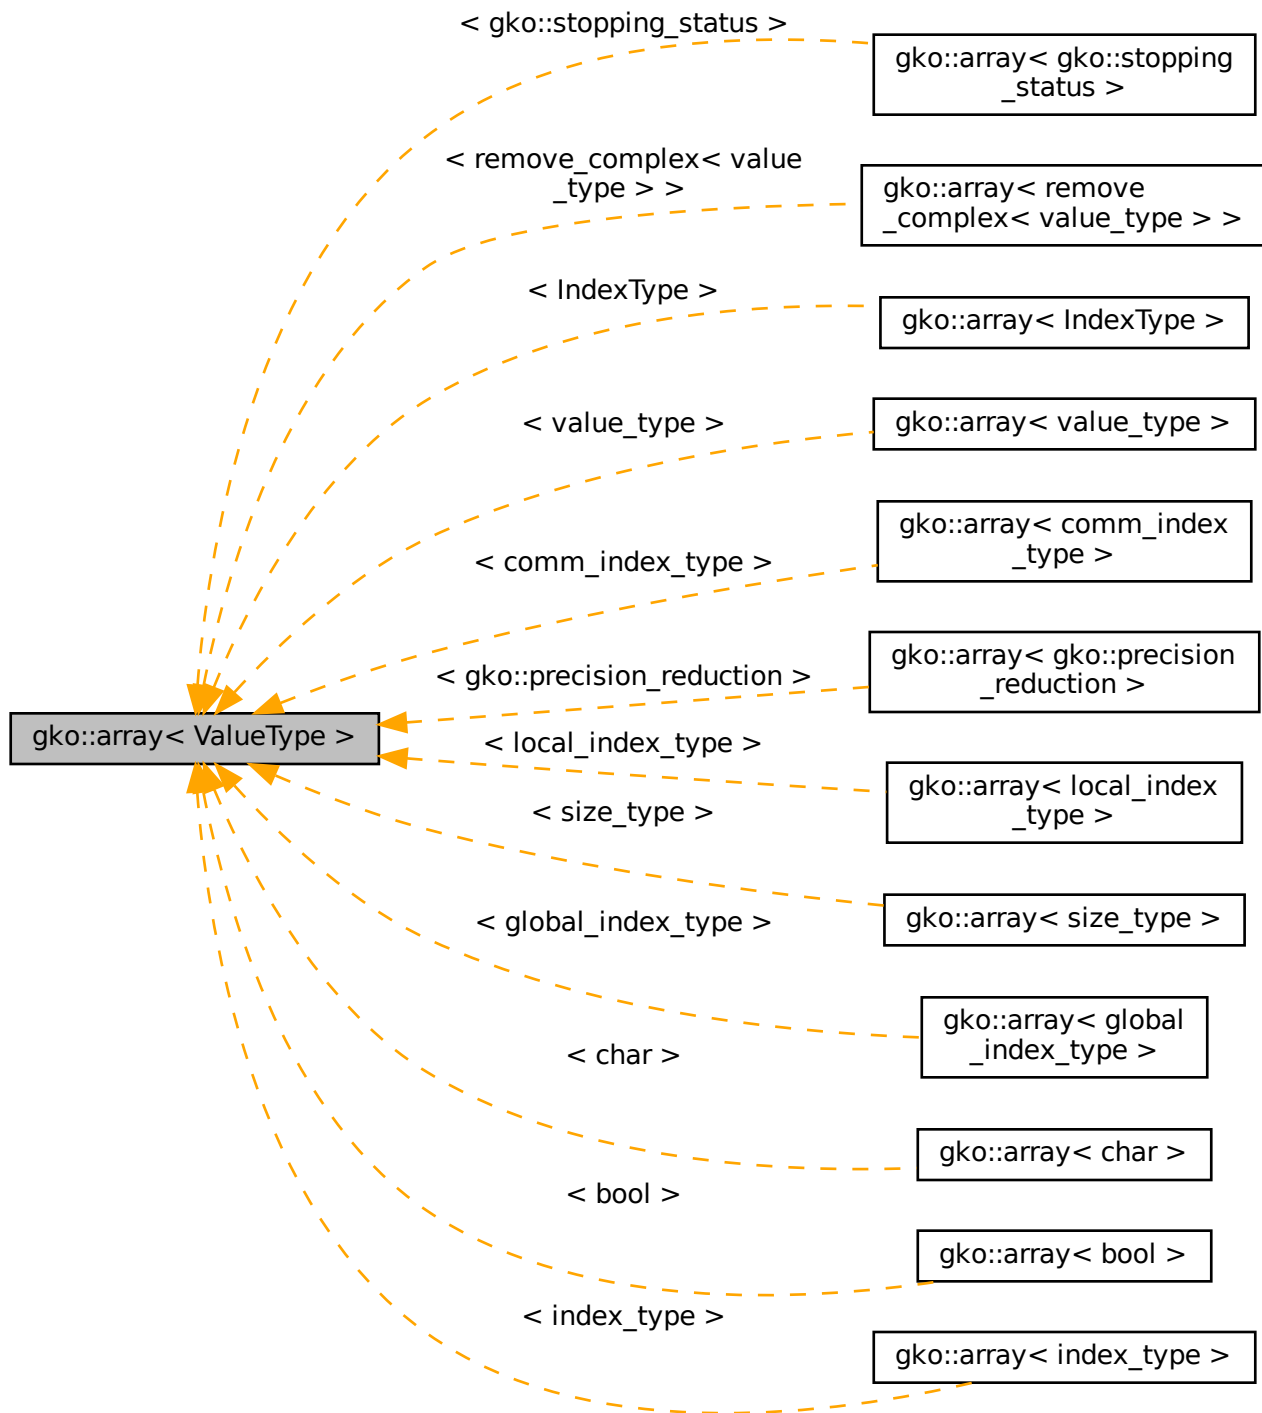 < gko::stopping_status >
gko::array< gko::stopping
_status >
< remove_complex< value
_type > >
gko::array< remove
_complex< value_type > >
< IndexType >
gko::array< IndexType >
< value_type >
gko::array< value_type >
< comm_index_type >
gko::array< comm_index
_type >
< gko::precision_reduction >
gko::array< gko::precision
_reduction >
gko::array< ValueType >
< local_index_type >
gko::array< local_index
_type >
< size_type >
gko::array< size_type >
< global_index_type >
gko::array< global
_index_type >
< char >
gko::array< char >
< bool >
gko::array< bool >
< index_type >
gko::array< index_type >